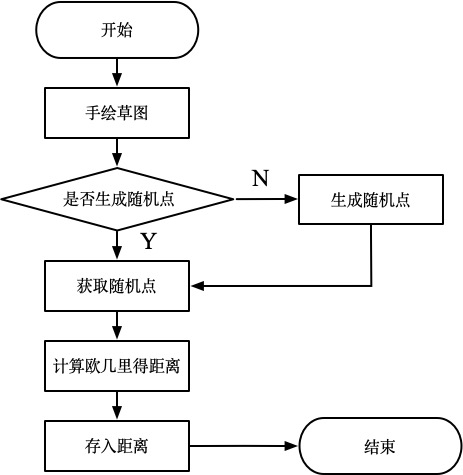 开始
手绘草图
是否生成随机点
N
生成随机点
Y
获取随机点
计算欧几里得距离
存入距离
结束